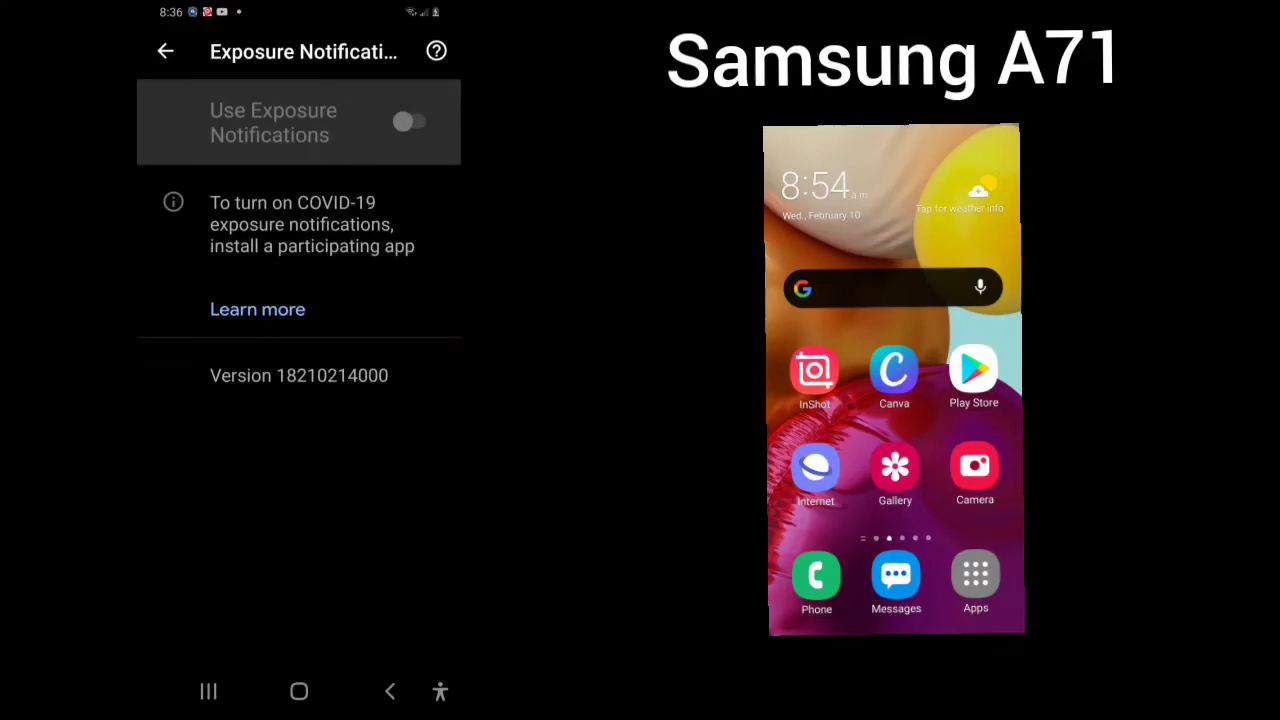 8:36
Exposure Notificati...
Use Exposure
Notifications
To turn on COVID-19
exposure notifications,
install a participating app
Learn more
Version 18210214000
Samsung A71
8:54 a m
Wed., February 10
Tap for weather info
InShot
Canva
Play Store
Internet
Gallery
Camera
Phone
Messages
Apps